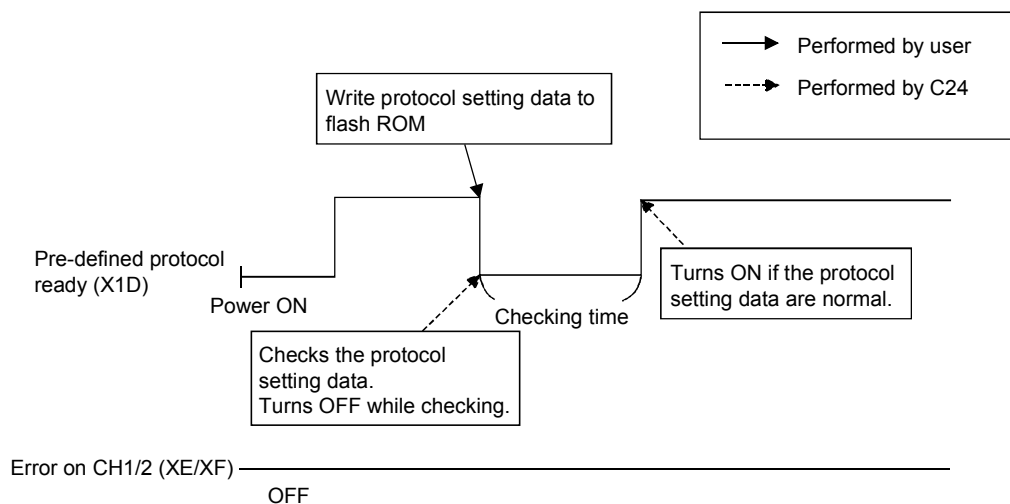 Performed by user
Performed by C24
Write protocol setting data to
flash ROM
Pre-defined protocol
ready (X1D)
Power ON
Checking time
Turns ON if the protocol
setting data are normal.
Checks the protocol
setting data.
Turns OFF while checking.
Error on CH1/2 (XE/XF)
OFF